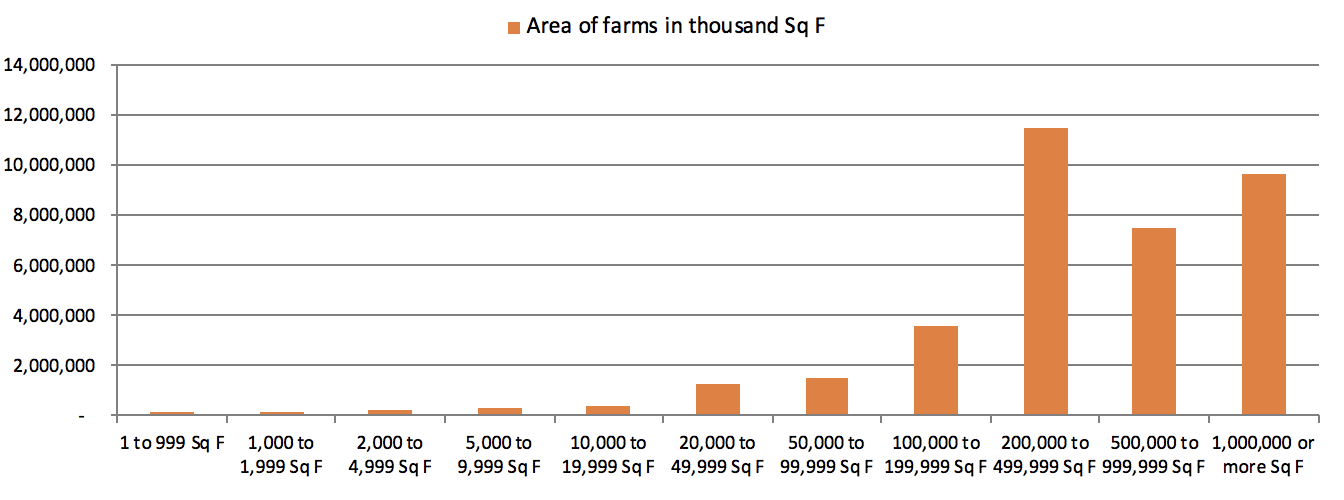 Area of farms in thousand Sq F
14,000,000
12,000,000
10,000,000
8,000,000
6,000,000
4,000,000
2,000,000
-
1 to 999 Sq F
1,000 to
1,999 Sq F
2,000 to
4,999 Sq F
5,000 to
9,999 Sq F
10,000 to
19,999 Sq F
20,000 to
49,999 Sq F
50,000 to
99,999 Sq F
100,000 to
199,999 Sq F
200,000 to
499,999 Sq F
500,000 to
999,999 Sq F
1,000,000 or
more Sq F